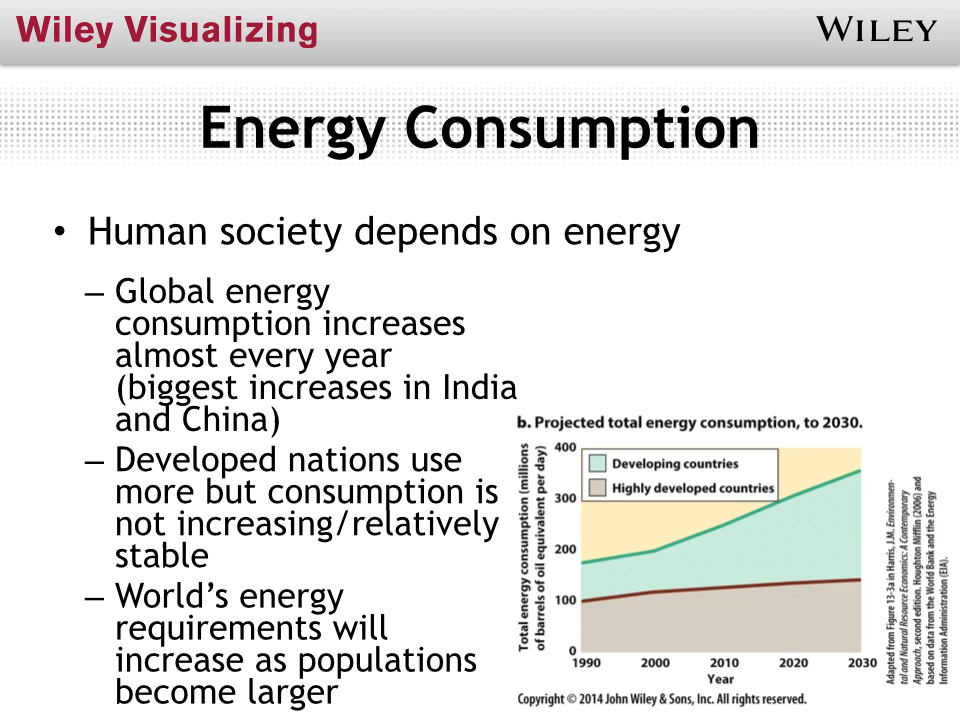 Wiley Visualizing
WILEY
Energy Consumption
• Human society depends on energy
– Global energy
consumption increases
almost every year
(biggest increases in India
and China)
– Developed nations use
more but consumption is
not increasing/relatively
stable
– World’s energy
requirements will
increase as populations
become larger
b. Projected total energy consumption, to 2030.
Total energy consumption (millions
of barrels of oil equivalent per day)
400
300
200
100
0
Developing countries
Highly developed countries
1990 2000 2010 2020 2030
Year
Adapted from Figure 13-3a in Harris, J.M. Environmen-
tal and Natural Resource Economics: A Contemporary
Approach, second edition. Houghton Mifflin (2006) and
based on data from the World Bank and the Energy
Information Administration (EIA).
Copyright © 2014 John Wiley & Sons, Inc. All rights reserved.